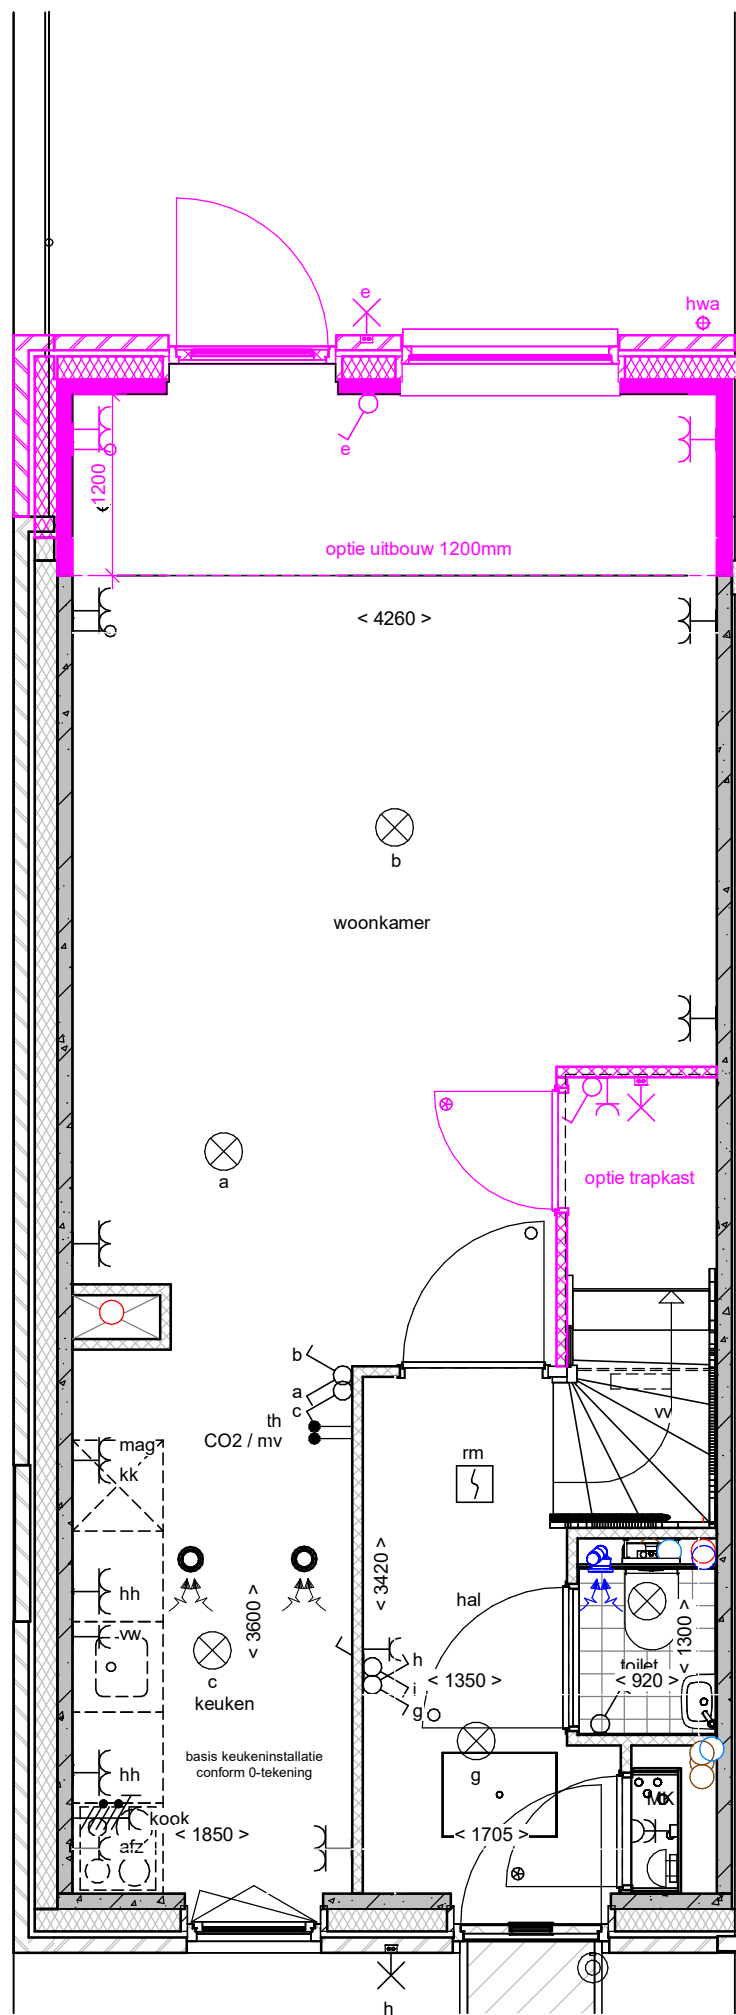 e
hwa
e
1200
optie uitbouw 1200mm
< 4260 >
b
woonkamer
a
optie trapkast
b
a
c
th
CO2 / mv
vv
mag
kk
rm
hh
vw
< 3600 >
< 3420 >
hal
< 1300 >
toilet
< 920 >
h
i
g
< 1350 >
c
keuken
basis keukeninstallatie
conform 0-tekening
g
hh
kook
afz
< 1850 >
< 1705 >
MK
h